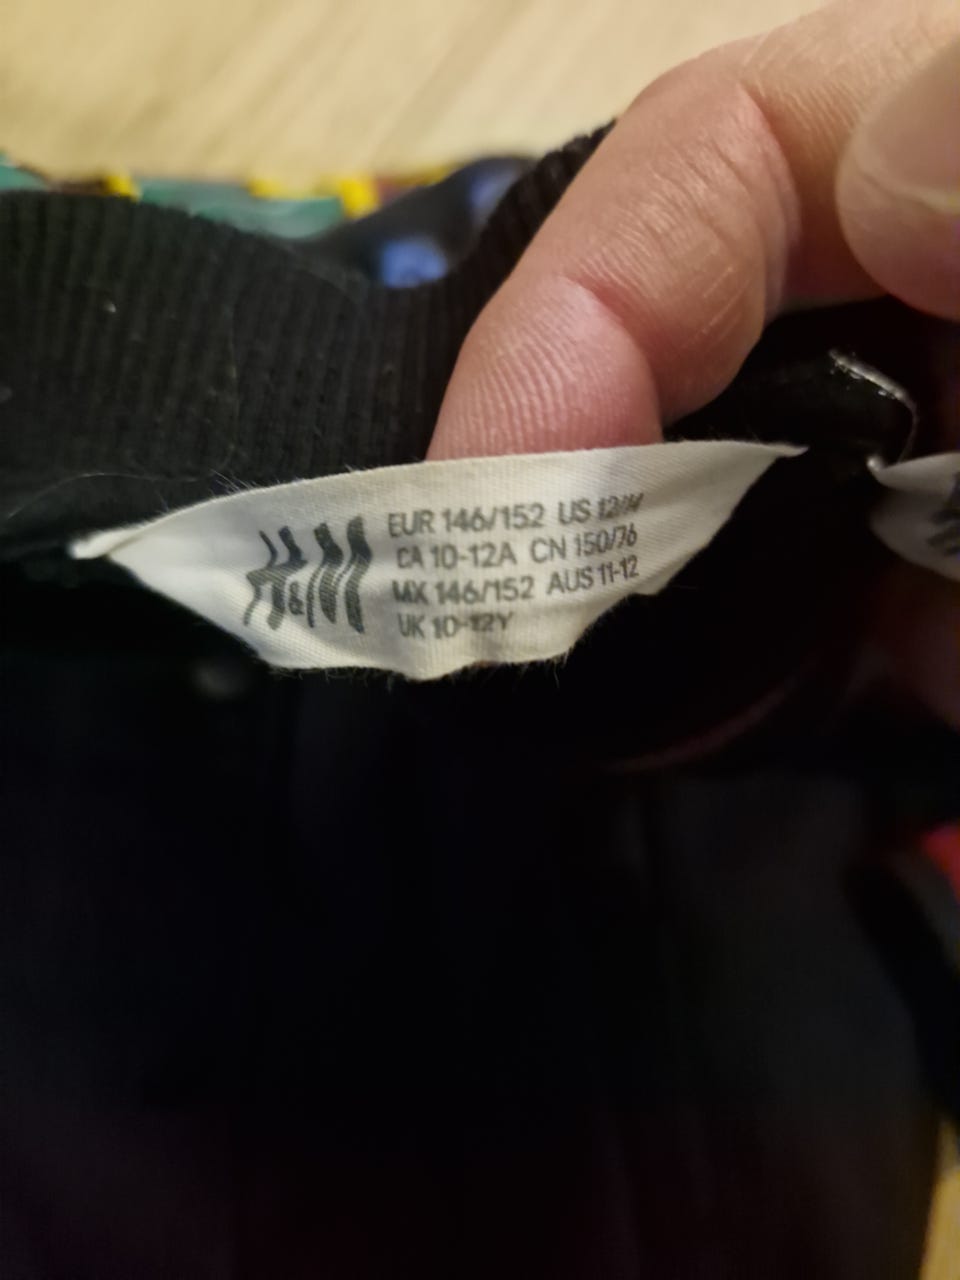 H&M
EUR 146/152 US 12/14
CA 10-12A CN 150/76
MX 146/152 AUS 11-12
UK 10-12Y